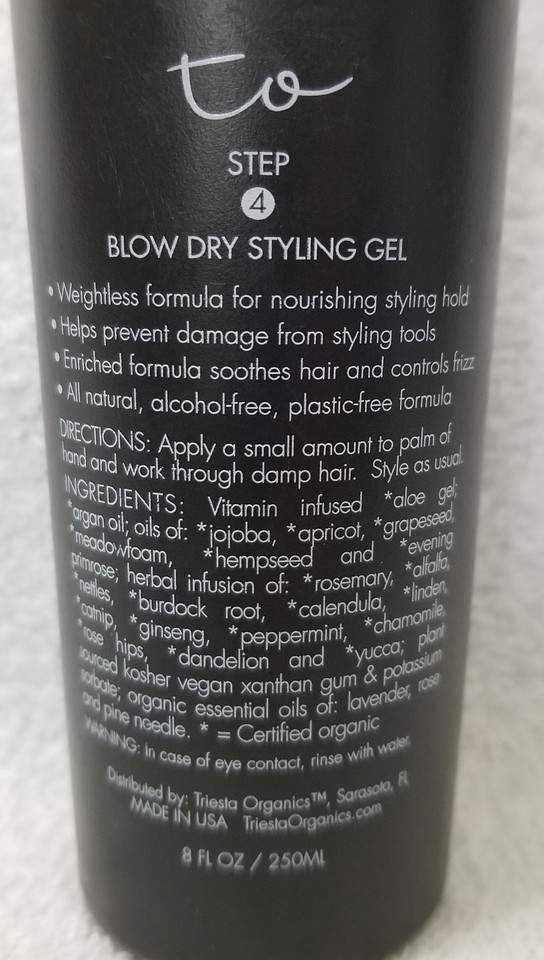 to
STEP
4
BLOW DRY STYLING GEL
• Weightless formula for nourishing styling hold
• Helps prevent damage from styling tools
• Enriched formula soothes hair and controls frizz
• All natural, alcohol-free, plastic-free formula
DIRECTIONS: Apply a small amount to palm of
hand and work through damp hair. Style as usual.
INGREDIENTS: Vitamin infused *aloe gel;
*argan oil; oils of: *jojoba, *apricot, *grapeseed,
*meadowfoam, *hempseed and *evening
primrose; herbal infusion of: *rosemary, *alfalfa,
*nettles, *burdock root, *calendula, *linden,
*catnip, *ginseng, *peppermint, *chamomile,
*rose hips, *dandelion and *yucca; plant
sourced kosher vegan xanthan gum & potassium
sorbate; organic essential oils of: lavender, rose
and pine needle. * = Certified organic
WARNING: In case of eye contact, rinse with water.
Distributed by: Triesta Organics™, Sarasota, FL
MADE IN USA TriestaOrganics.com
8 FL OZ / 250ML